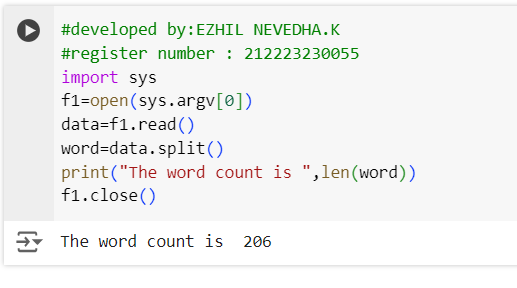 #developed by:EZHIL NEVEDHA.K
#register number : 212223230055
import sys
f1=open(sys.argv[0])
data=f1.read()
word=data.split()
print("The word count is ",len(word))
f1.close()
The word count is  206